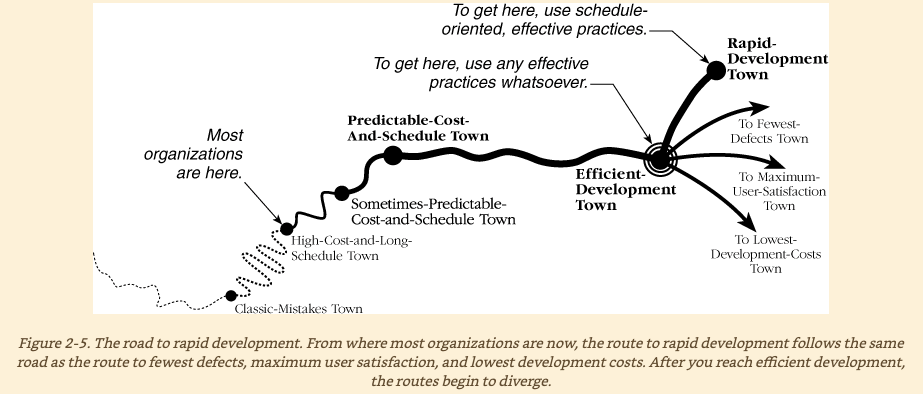 To get here, use schedule-
oriented, effective practices.
Rapid-
Development
Town
To get here, use any effective
practices whatsoever.
To Fewest-
Defects Town
Predictable-Cost-
And-Schedule Town
Most
organizations
are here.
Efficient-
Development
Town
To Maximum-
User-Satisfaction
Town
Sometimes-Predictable-
Cost-and-Schedule Town
High-Cost-and-Long-
Schedule Town
To Lowest-
Development-Costs
Town
Classic-Mistakes Town
Figure 2-5. The road to rapid development. From where most organizations are now, the route to rapid development follows the same
road as the route to fewest defects, maximum user satisfaction, and lowest development costs. After you reach efficient development,
the routes begin to diverge.